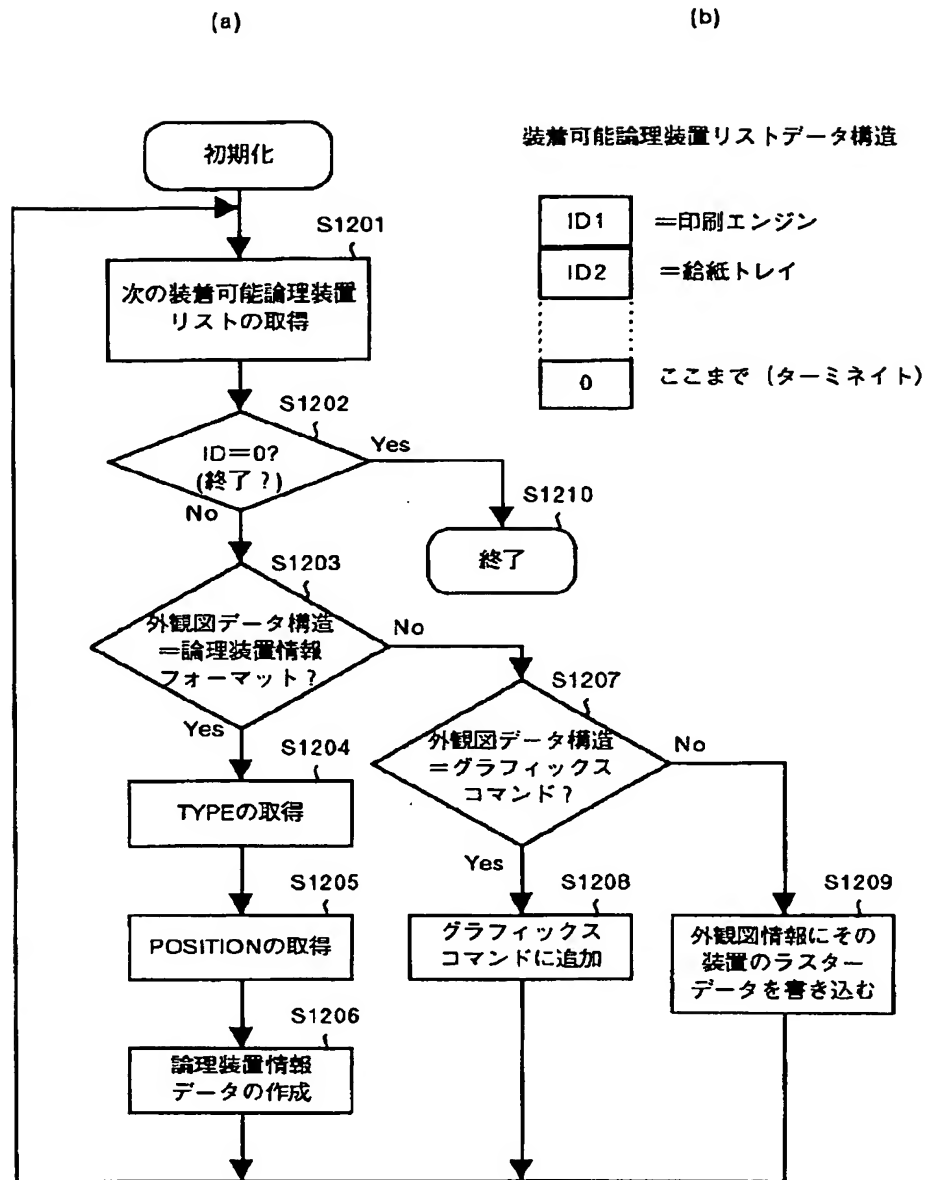 (a)
(b)
初期化
S1201
次の装着可能論理装置
リストの取得
S1202
ID＝0?
(終了？)
Yes
No
S1210
終了
S1203
外観図データ構造
＝論理装置情報
フォーマット？
No
Yes
S1204
TYPEの取得
S1205
POSITIONの取得
S1206
論理装置情報
データの作成
S1207
外観図データ構造
＝グラフィックス
コマンド？
No
Yes
S1208
グラフィックス
コマンドに追加
S1209
外観図情報にその
装置のラスター
データを書き込む
装着可能論理装置リストデータ構造
ID1 ＝印刷エンジン
ID2 ＝給紙トレイ
0 ここまで（ターミネイト）